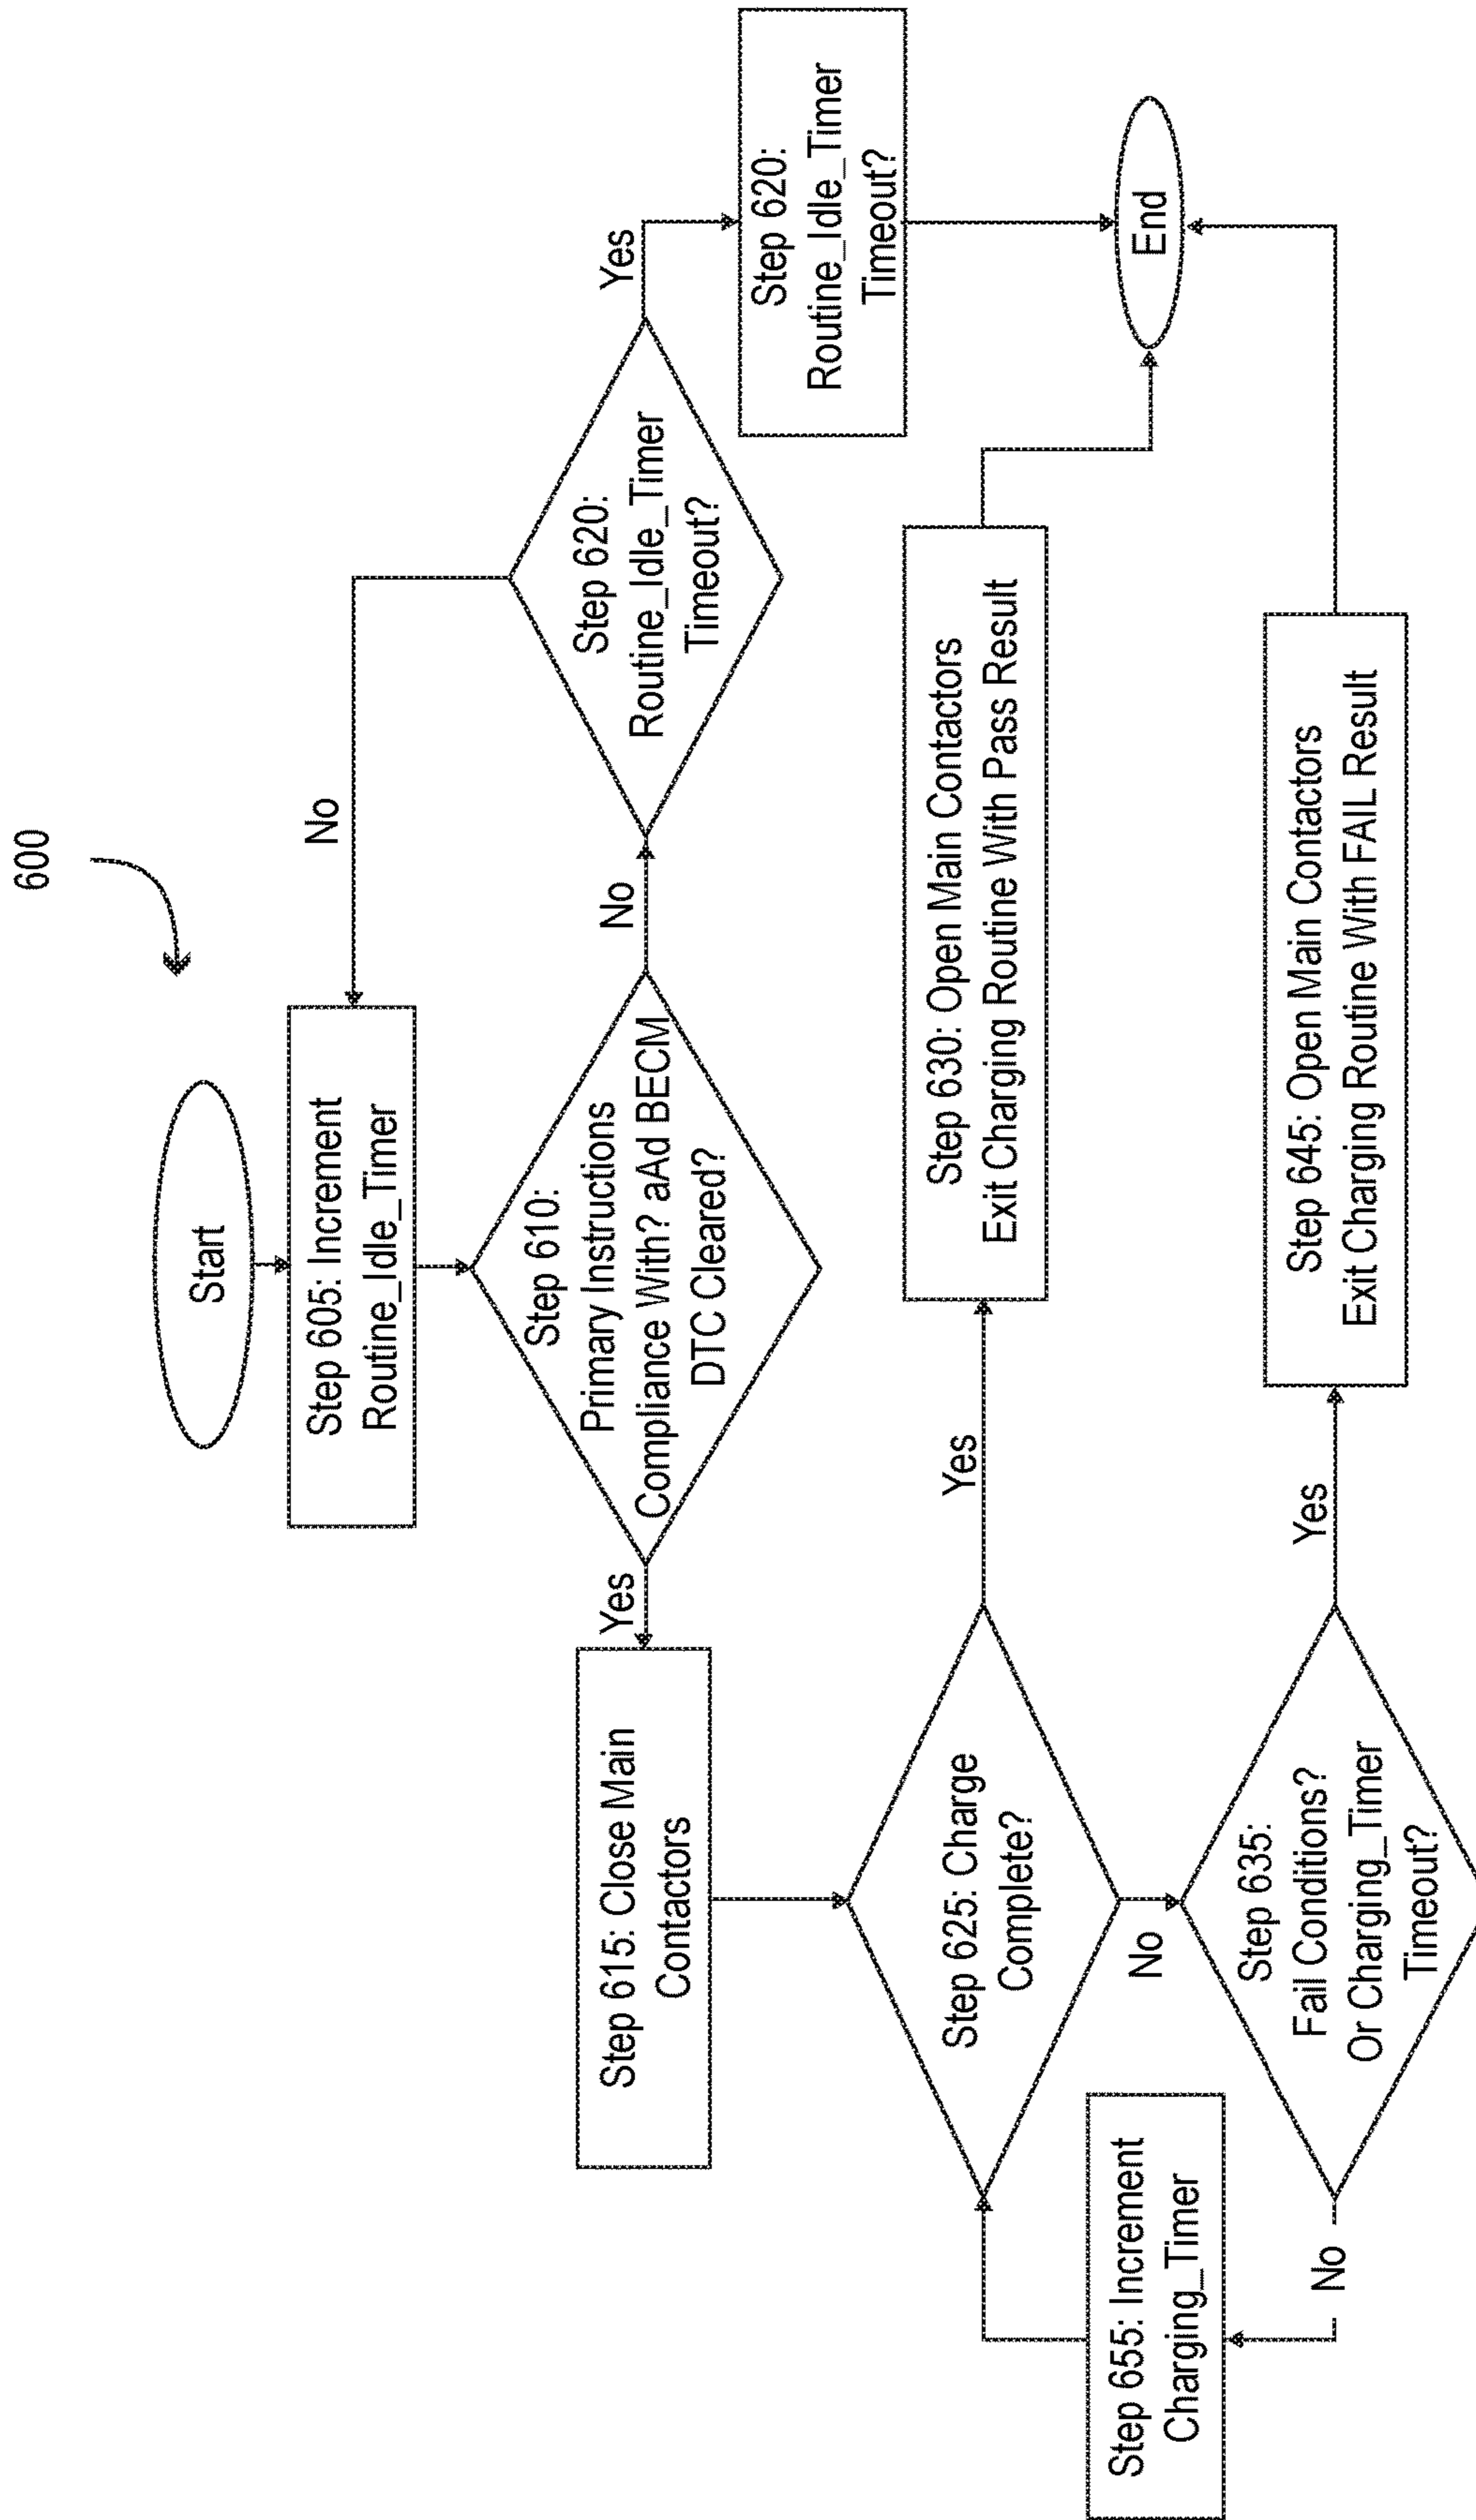 600
Start
Step 605: Increment
Routine_Idle_Timer
No
Step 610:
Primary Instructions
Compliance With? aAd BECM
DTC Cleared?
Yes
No
Step 620:
Routine_Idle_Timer
Timeout?
Yes
Step 620:
Routine_Idle_Timer
Timeout?
Step 615: Close Main
Contactors
Step 625: Charge
Complete?
Yes
No
Step 630: Open Main Contactors
Exit Charging Routine With Pass Result
End
Step 655: Increment
Charging_Timer
Step 635:
Fail Conditions?
Or Charging_Timer
Timeout?
No
Yes
Step 645: Open Main Contactors
Exit Charging Routine With FAIL Result